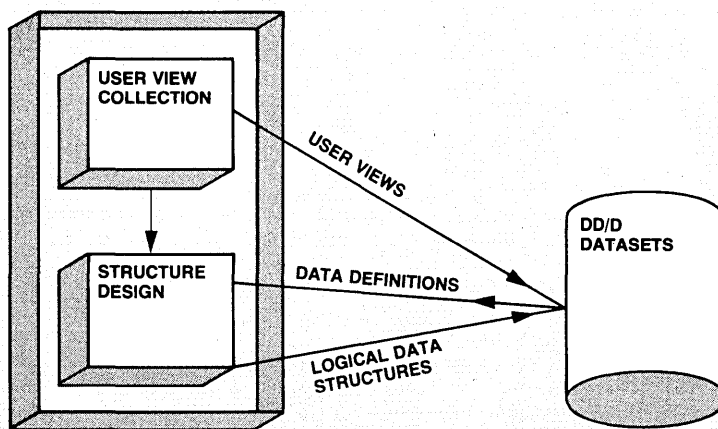 USER VIEW
COLLECTION
USER VIEWS
DD/D
DATASETS
STRUCTURE
DESIGN
DATA DEFINITIONS
LOGICAL DATA
STRUCTURES